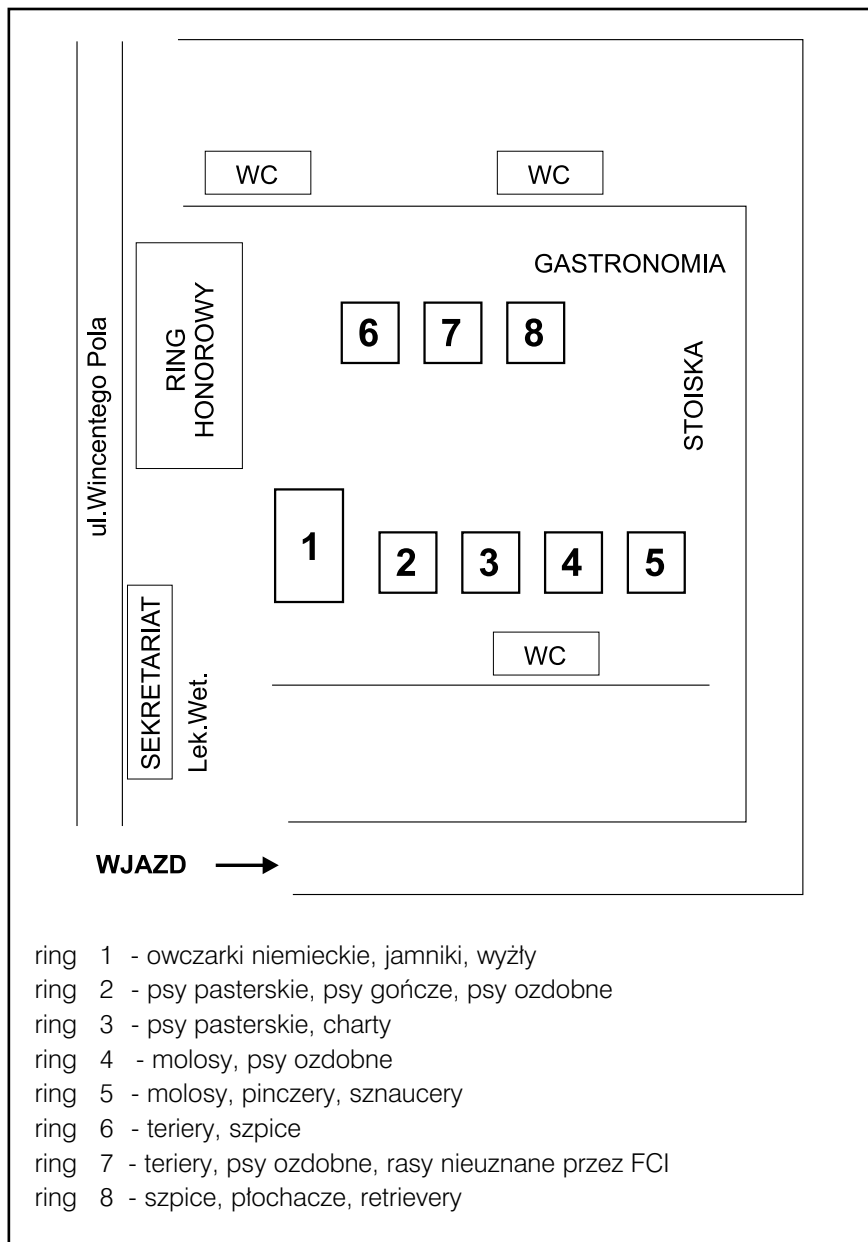 WC
WC
GASTRONOMIA
RING
HONOROWY
6
7
8
STOISKA
ul.Wincentego Pola
1
2
3
4
5
SEKRETARIAT
Lek.Wet.
WC
WJAZD
ring 1 - owczarki niemieckie, jamniki, wyżły
ring 2 - psy pasterskie, psy gończe, psy ozdobne
ring 3 - psy pasterskie, charty
ring 4 - molosy, psy ozdobne
ring 5 - molosy, pinczery, sznaucery
ring 6 - teriery, szpice
ring 7 - teriery, psy ozdobne, rasy nieuznane przez FCI
ring 8 - szpice, płochacze, retrievery